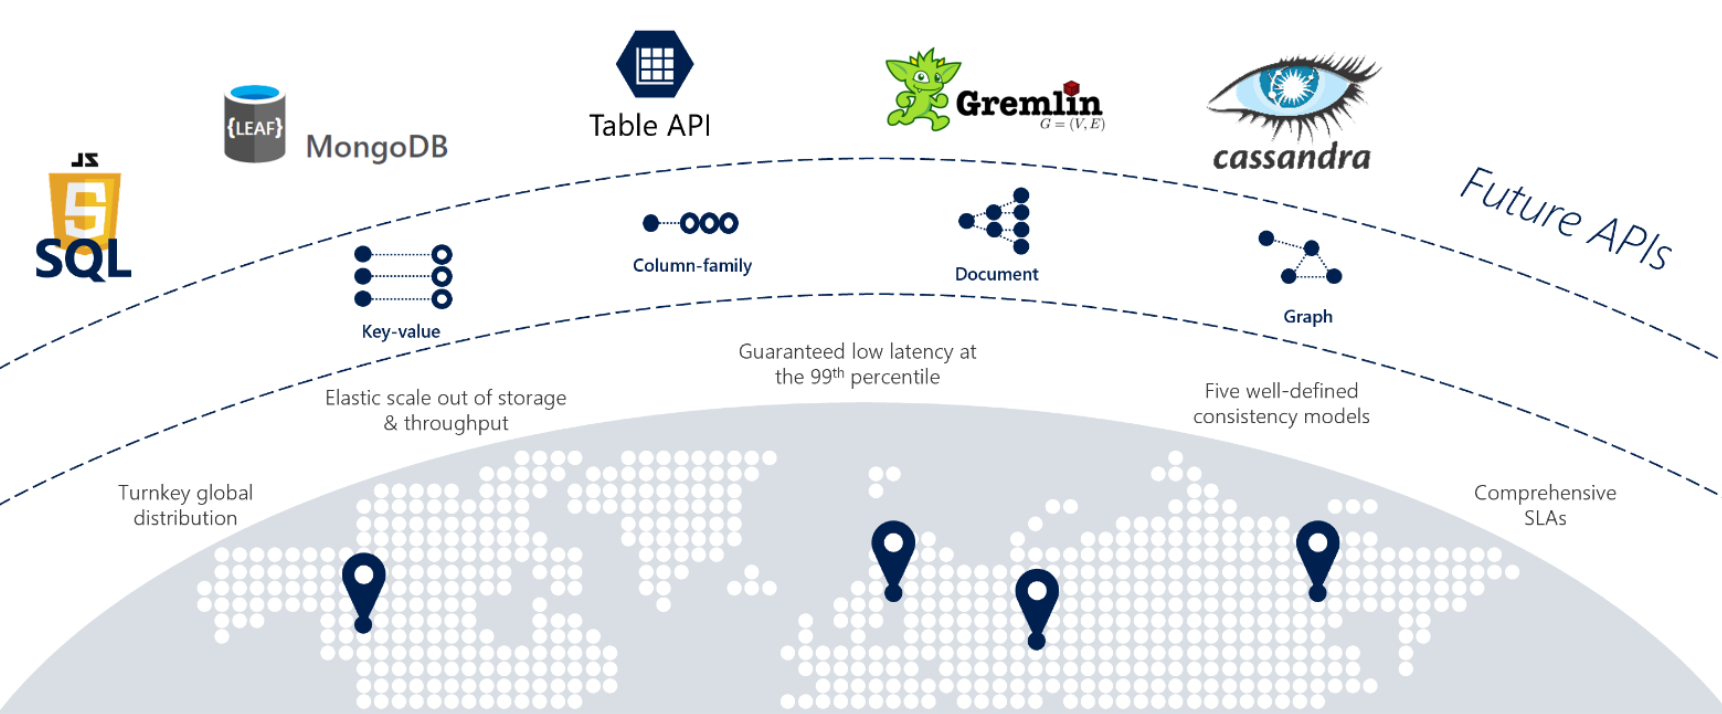 JS
SQL
{LEAF}
MongoDB
Table API
Gremlin
G = (V, E)
cassandra
Future APIs
Key-value
Column-family
Document
Graph
Turnkey global
distribution
Elastic scale out of storage
& throughput
Guaranteed low latency at
the 99th percentile
Five well-defined
consistency models
Comprehensive
SLAs